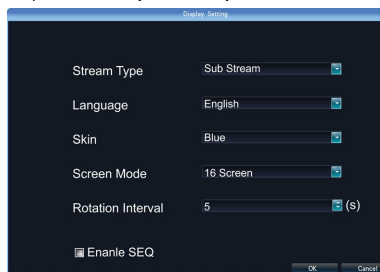 Display Setting
Stream Type Sub Stream
Language English
Skin Blue
Screen Mode 16 Screen
Rotation Interval 5 (s)
Enanle SEQ
OK Cancel